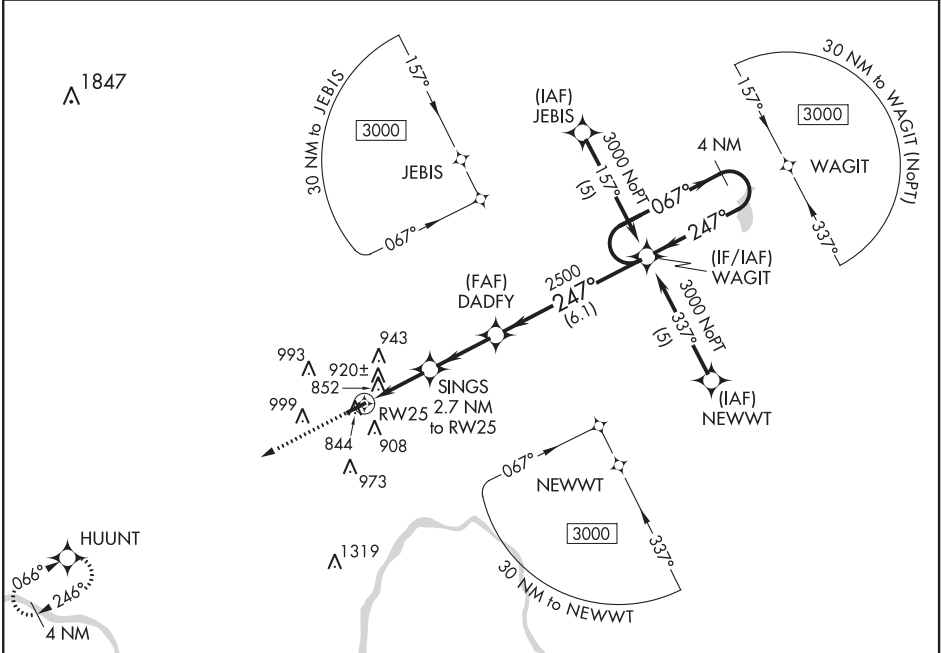 1847
30 NM to JEBIS
157°
3000
JEBIS
067°
(IAF)
JEBIS
3000 NoPT
157°
(5)
4 NM
067°
247°
30 NM to WAGIT (NoPT)
157°
3000
WAGIT
337°
(IF/IAF)
WAGIT
(FAF)
DADFY
2500
247°
(6.1)
3000 NoPT
337°
(5)
(IAF)
NEWWT
993
943
920±
852
SINGS
2.7 NM
to RW25
999
RW25
844
908
973
067°
NEWWT
3000
337°
30 NM to NEWWT
HUUNT
066°
246°
4 NM
1319